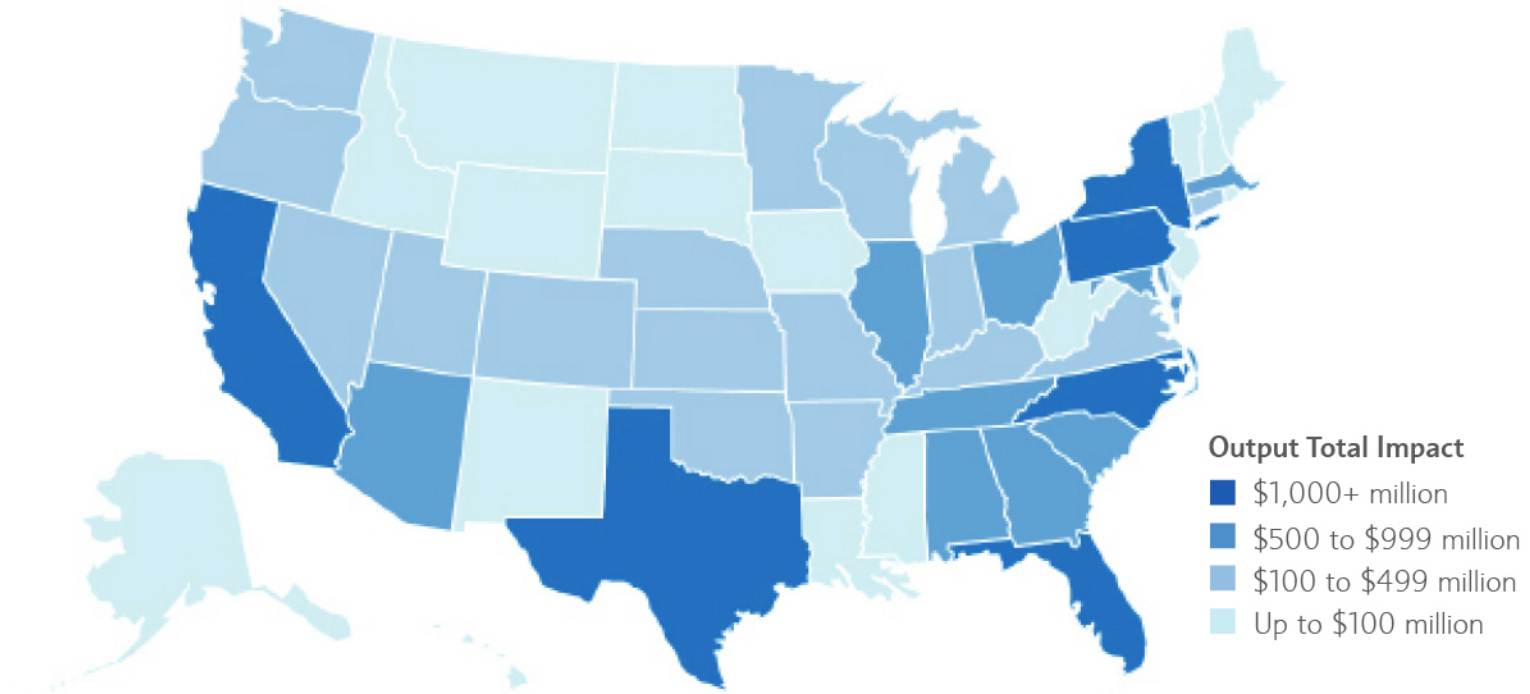 Output Total Impact
$1,000+ million
$500 to $999 million
$100 to $499 million
Up to $100 million